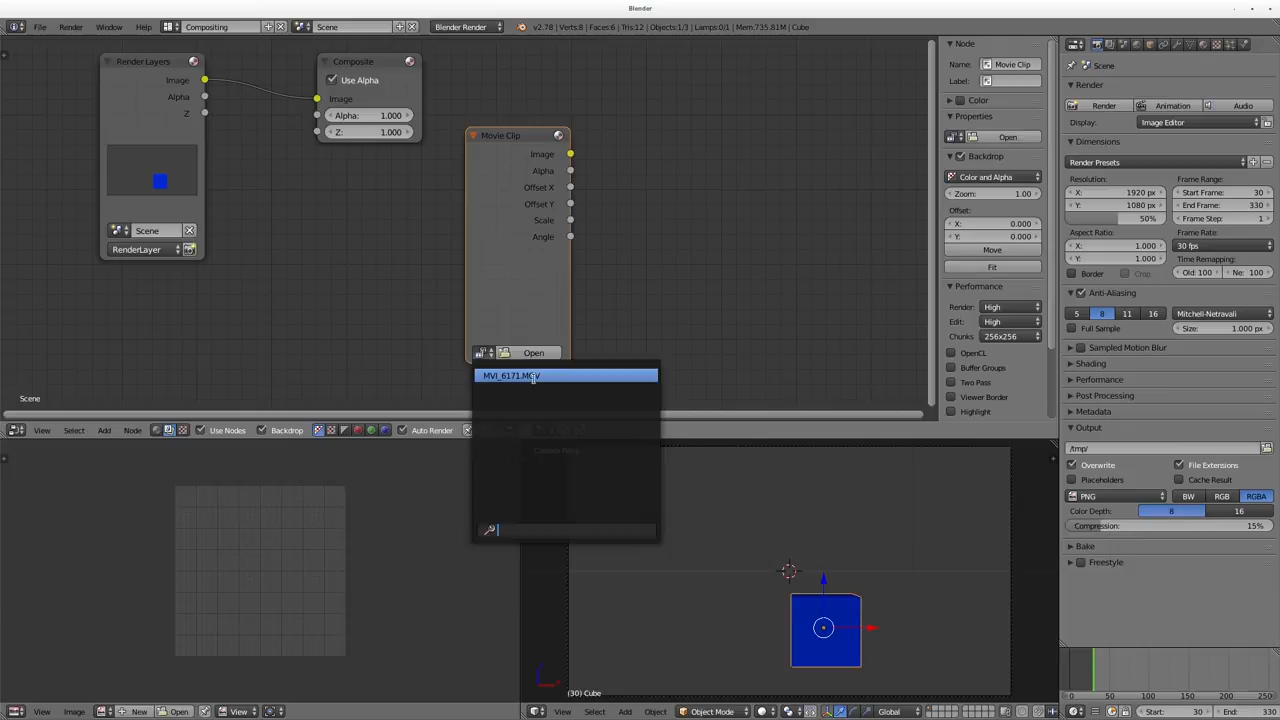 Blender
File Render Window Help Compositing Scene Blender Render v2.78 | Verts:8 | Faces:6 | Tris:12 | Objects:1/3 | Lamps:0/1 | Mem:735.81M | Cube
Render Layers
Image
Alpha
Z
Scene
RenderLayer
Composite
Use Alpha
Image
Alpha: 1.000
Z: 1.000
Movie Clip
Image
Alpha
Offset X
Offset Y
Scale
Angle
Open
MVI_6171.MOV
Scene
Node
Name: Movie Clip
Label:
Color
Properties
Open
Backdrop
Color and Alpha
Zoom: 1.00
Offset:
X: 0.000
Y: 0.000
Move
Fit
Performance
Render: High
Edit: High
Chunks 256x256
OpenCL
Buffer Groups
Two Pass
Viewer Border
Highlight
Scene
Render
Render Animation Audio
Display: Image Editor
Dimensions
Render Presets
Resolution: Frame Range:
X: 1920 px Start Frame: 30
Y: 1080 px End Frame: 330
50% Frame Step: 1
Aspect Ratio: Frame Rate:
X: 1.000 30 fps
Y: 1.000 Time Remapping:
Border Crop Old: 100 Ne: 100
Anti-Aliasing
5 8 11 16 Mitchell-Netravali
Full Sample Size: 1.000 px
Sampled Motion Blur
Shading
Performance
Post Processing
Metadata
Output
/tmp/
Overwrite File Extensions
Placeholders Cache Result
PNG BW RGB RGBA
Color Depth: 8 16
Compression: 15%
Bake
Freestyle
View Select Add Node Use Nodes Backdrop Auto Render
(30) Cube
View Image New Open View
View Select Add Object Object Mode Global
0 50 100 150 200 250
Start: 30 End: 330